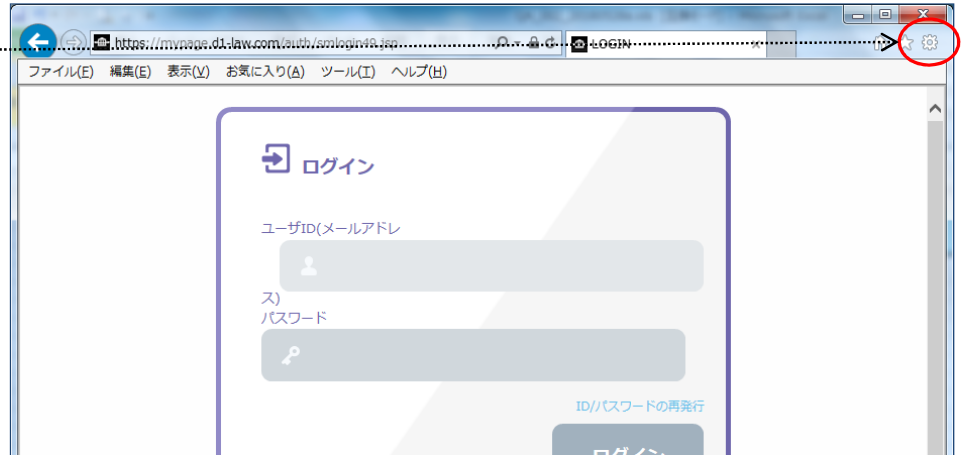 https://mypage.d1-law.com/auth/smlogin49.jsp
LOGIN
ファイル(F) 編集(E) 表示(V) お気に入り(A) ツール(T) ヘルプ(H)
ログイン
ユーザID(メールアドレ
ス)
パスワード
ID/パスワードの再発行
ログイン